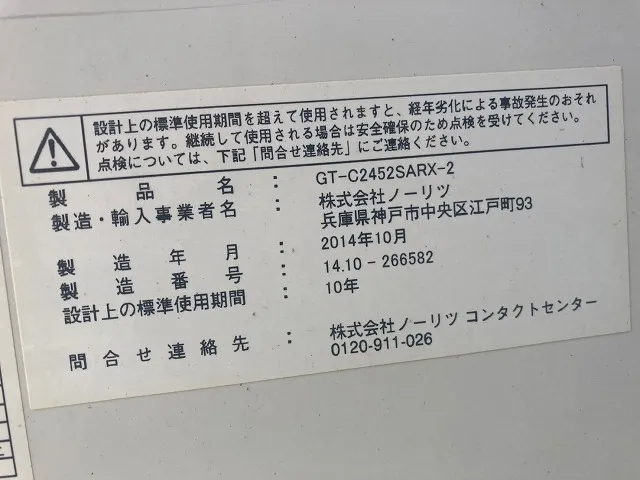 設計上の標準使用期間を超えて使用されますと、経年劣化による事故発生のおそれ
があります。継続して使用される場合は安全確保のため点検を受けてください。
点検については、下記「問合せ連絡先」にご連絡ください。
製品名： GT-C2452SARX-2
製造・輸入事業者名： 株式会社ノーリツ
兵庫県神戸市中央区江戸町93
製造年月： 2014年10月
製造番号： 14.10-266582
設計上の標準使用期間： 10年
問合せ連絡先： 株式会社ノーリツ コンタクトセンター
0120-911-026